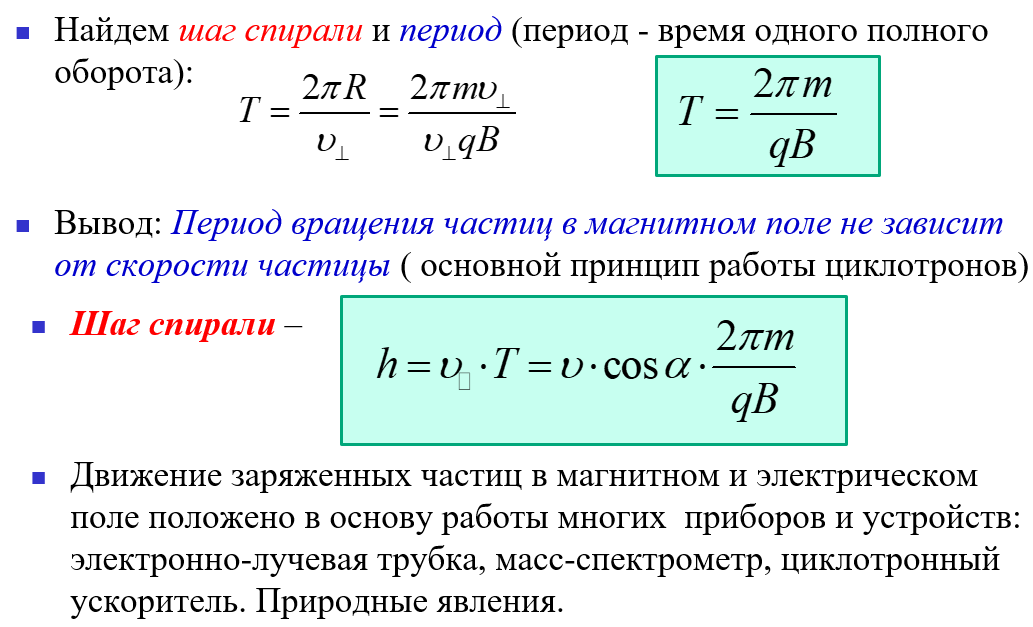 Найдем шаг спирали и период (период - время одного полного
оборота):
T = 2πR / υ⊥ = 2πmυ⊥ / υ⊥qB
T = 2πm / qB
Вывод: Период вращения частиц в магнитном поле не зависит
от скорости частицы ( основной принцип работы циклотронов)
Шаг спирали –
h = υ□ · T = υ · cos α · 2πm / qB
Движение заряженных частиц в магнитном и электрическом
поле положено в основу работы многих приборов и устройств:
электронно-лучевая трубка, масс-спектрометр, циклотронный
ускоритель. Природные явления.